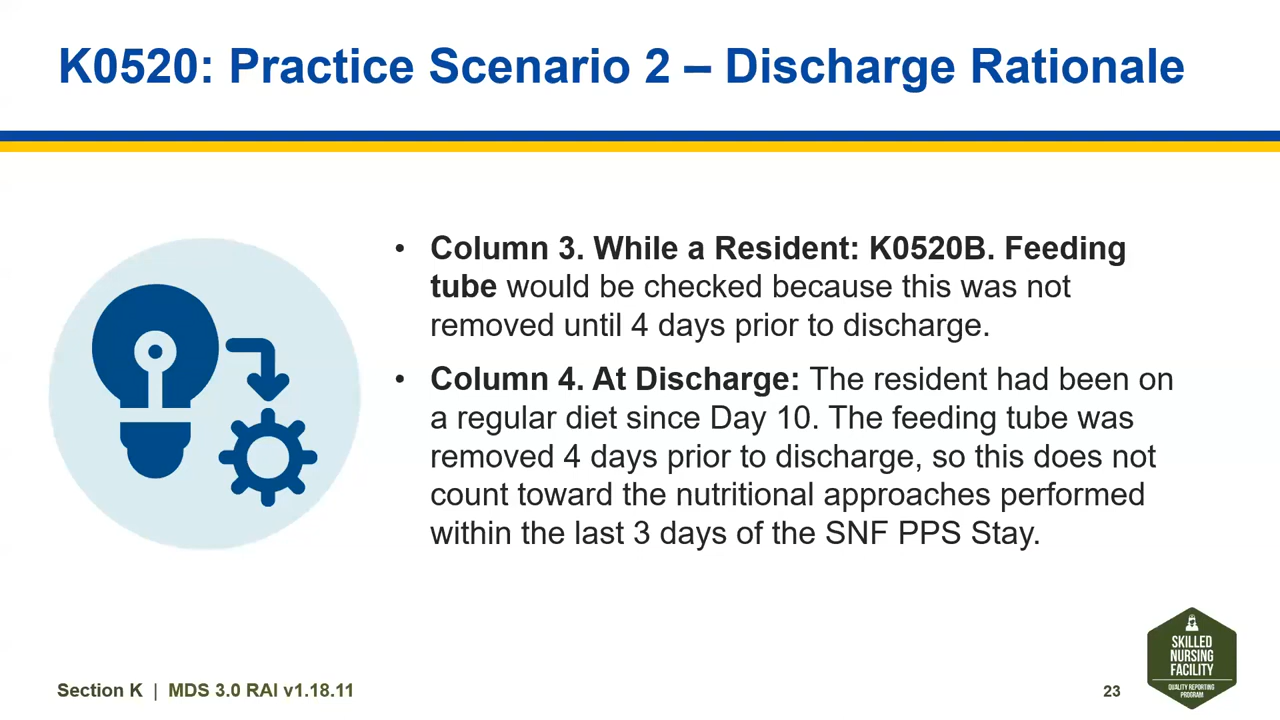 K0520: Practice Scenario 2 – Discharge Rationale
• Column 3. While a Resident: K0520B. Feeding
tube would be checked because this was not
removed until 4 days prior to discharge.
• Column 4. At Discharge: The resident had been on
a regular diet since Day 10. The feeding tube was
removed 4 days prior to discharge, so this does not
count toward the nutritional approaches performed
within the last 3 days of the SNF PPS Stay.
Section K | MDS 3.0 RAI v1.18.11
23
SKILLED
NURSING
FACILITY
QUALITY REPORTING
PROGRAM